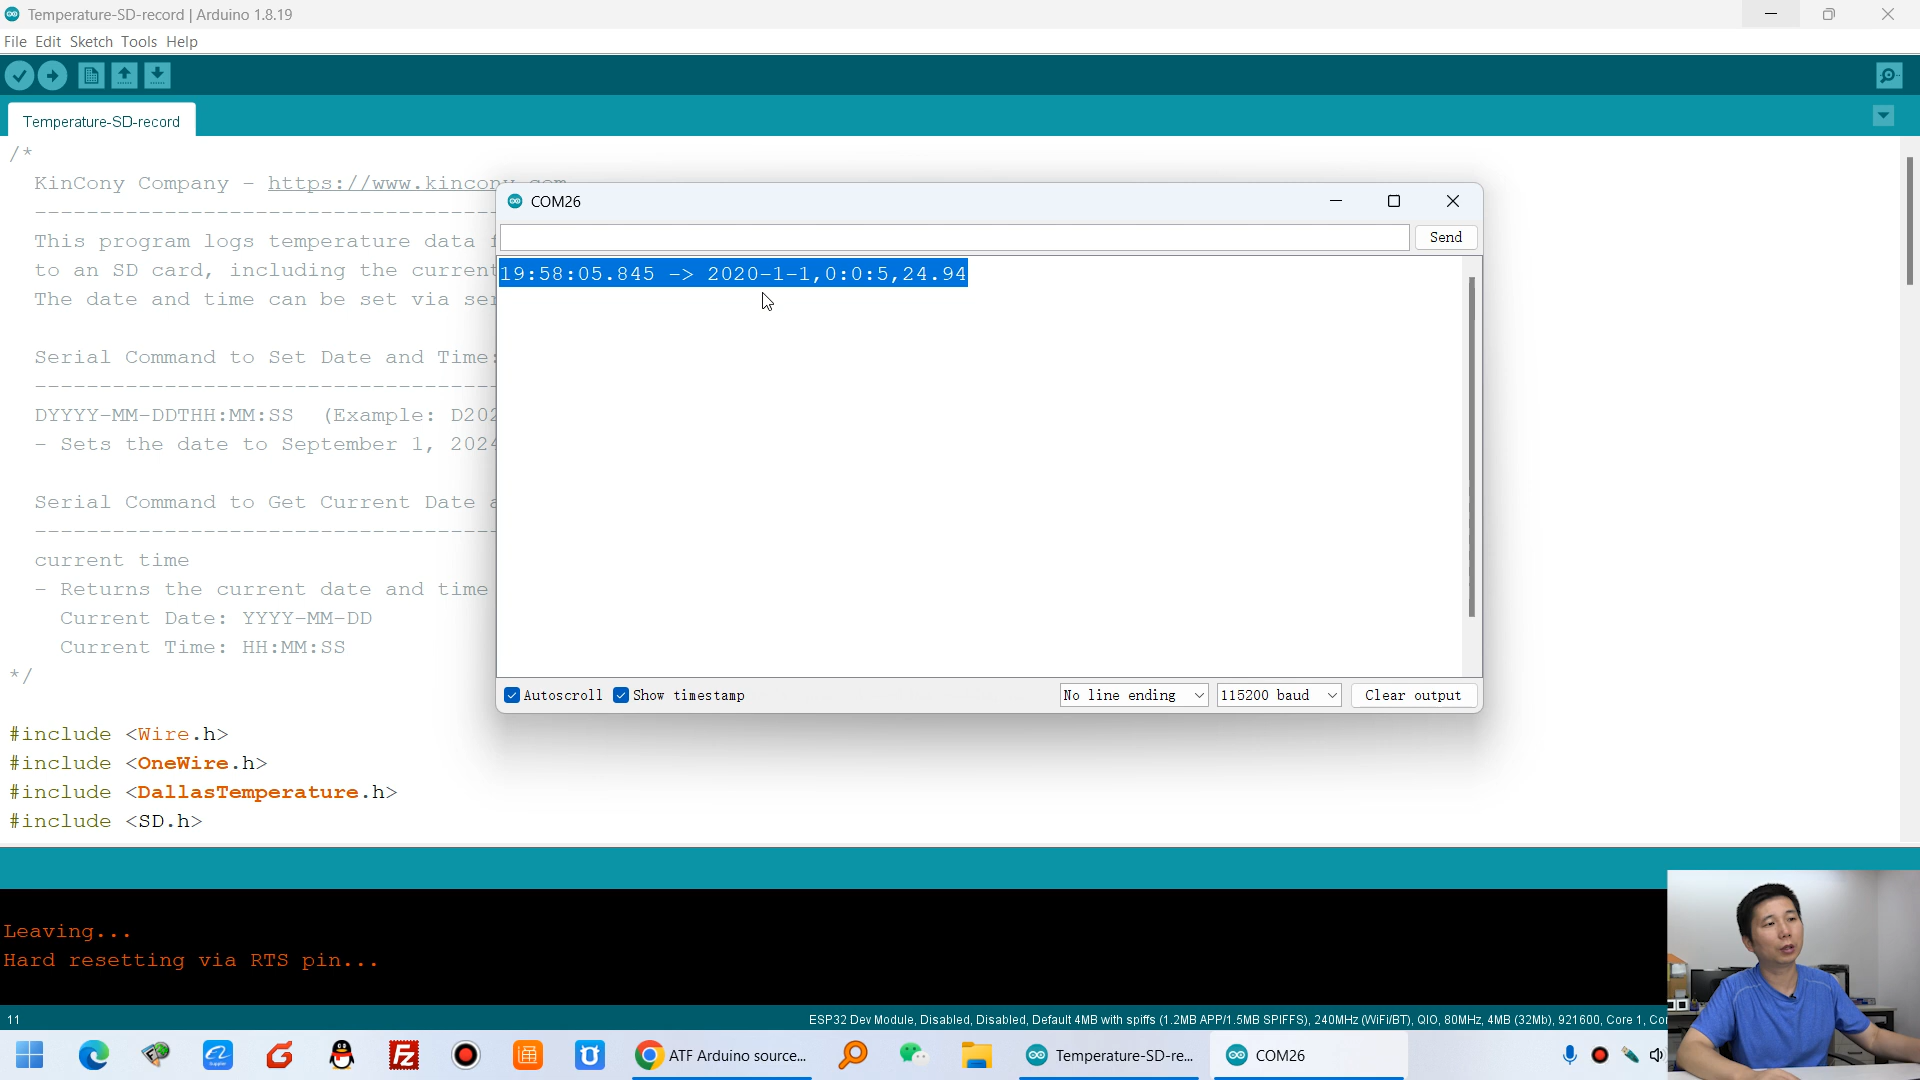 Temperature-SD-record | Arduino 1.8.19
File Edit Sketch Tools Help
Temperature-SD-record
/*
KinCony Company - https://www.kincony.com
This program logs temperature data
to an SD card, including the current
The date and time can be set via
Serial Command to Set Date and Time:
DYYYY-MM-DDTHH:MM:SS (Example:
- Sets the date to September 1, 2024
Serial Command to Get Current Date
current time
- Returns the current date and time
Current Date: YYYY-MM-DD
Current Time: HH:MM:SS
*/
#include <Wire.h>
#include <OneWire.h>
#include <DallasTemperature.h>
#include <SD.h>
COM26
Send
19:58:05.845 -> 2020-1-1,0:0:5,24.94
Autoscroll Show timestamp No line ending 115200 baud Clear output
Leaving...
Hard resetting via RTS pin...
11 ESP32 Dev Module, Disabled, Disabled, Default 4MB with spiffs (1.2MB APP/1.5MB SPIFFS), 240MHz (WiFi/BT), QIO, 80MHz, 4MB (32Mb), 921600, Core 1,
ATF Arduino source... Temperature-SD-re... COM26